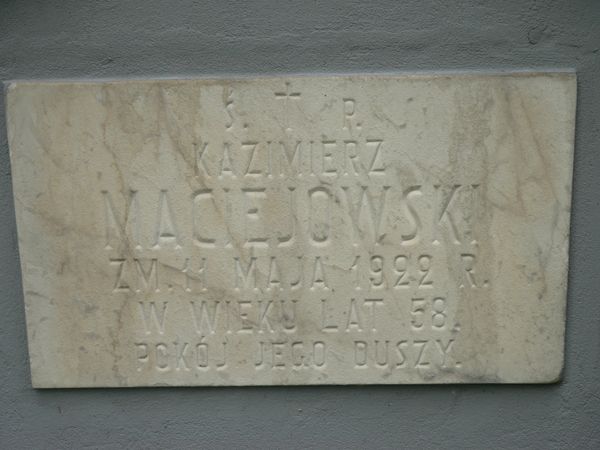 Ś. † P.
KAZIMIERZ
MACIEJOWSKI
ZM. 11 MAJA 1922 R.
W WIEKU LAT 58.
POKÓJ JEGO DUSZY.